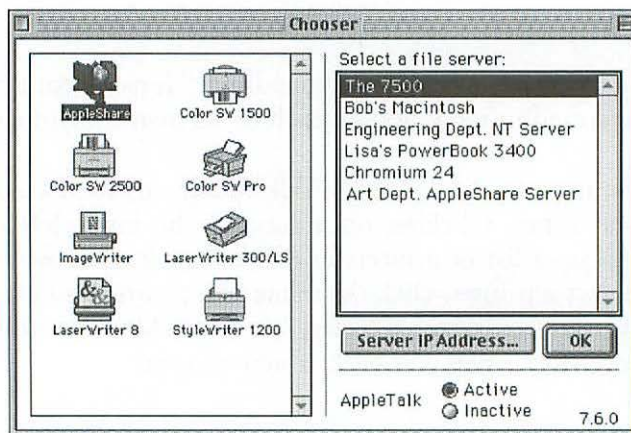 Chooser
AppleShare
Color SW 1500
Color SW 2500
Color SW Pro
ImageWriter
LaserWriter 300/LS
LaserWriter 8
StyleWriter 1200
Select a file server:
The 7500
Bob's Macintosh
Engineering Dept. NT Server
Lisa's PowerBook 3400
Chromium 24
Art Dept. AppleShare Server
Server IP Address...
OK
AppleTalk
Active
Inactive
7.6.0